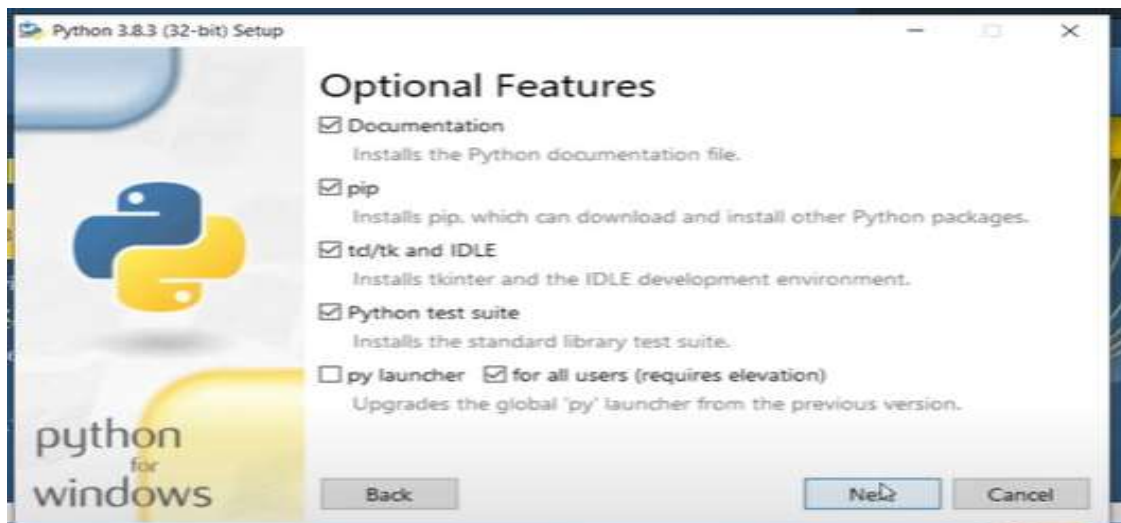 Python 3.8.3 (32-bit) Setup
Optional Features
Documentation
Installs the Python documentation file.
pip
Installs pip, which can download and install other Python packages.
tcl/tk and IDLE
Installs tkinter and the IDLE development environment.
Python test suite
Installs the standard library test suite.
py launcher for all users (requires elevation)
Upgrades the global 'py' launcher from the previous version.
python
for
windows
Back Next Cancel